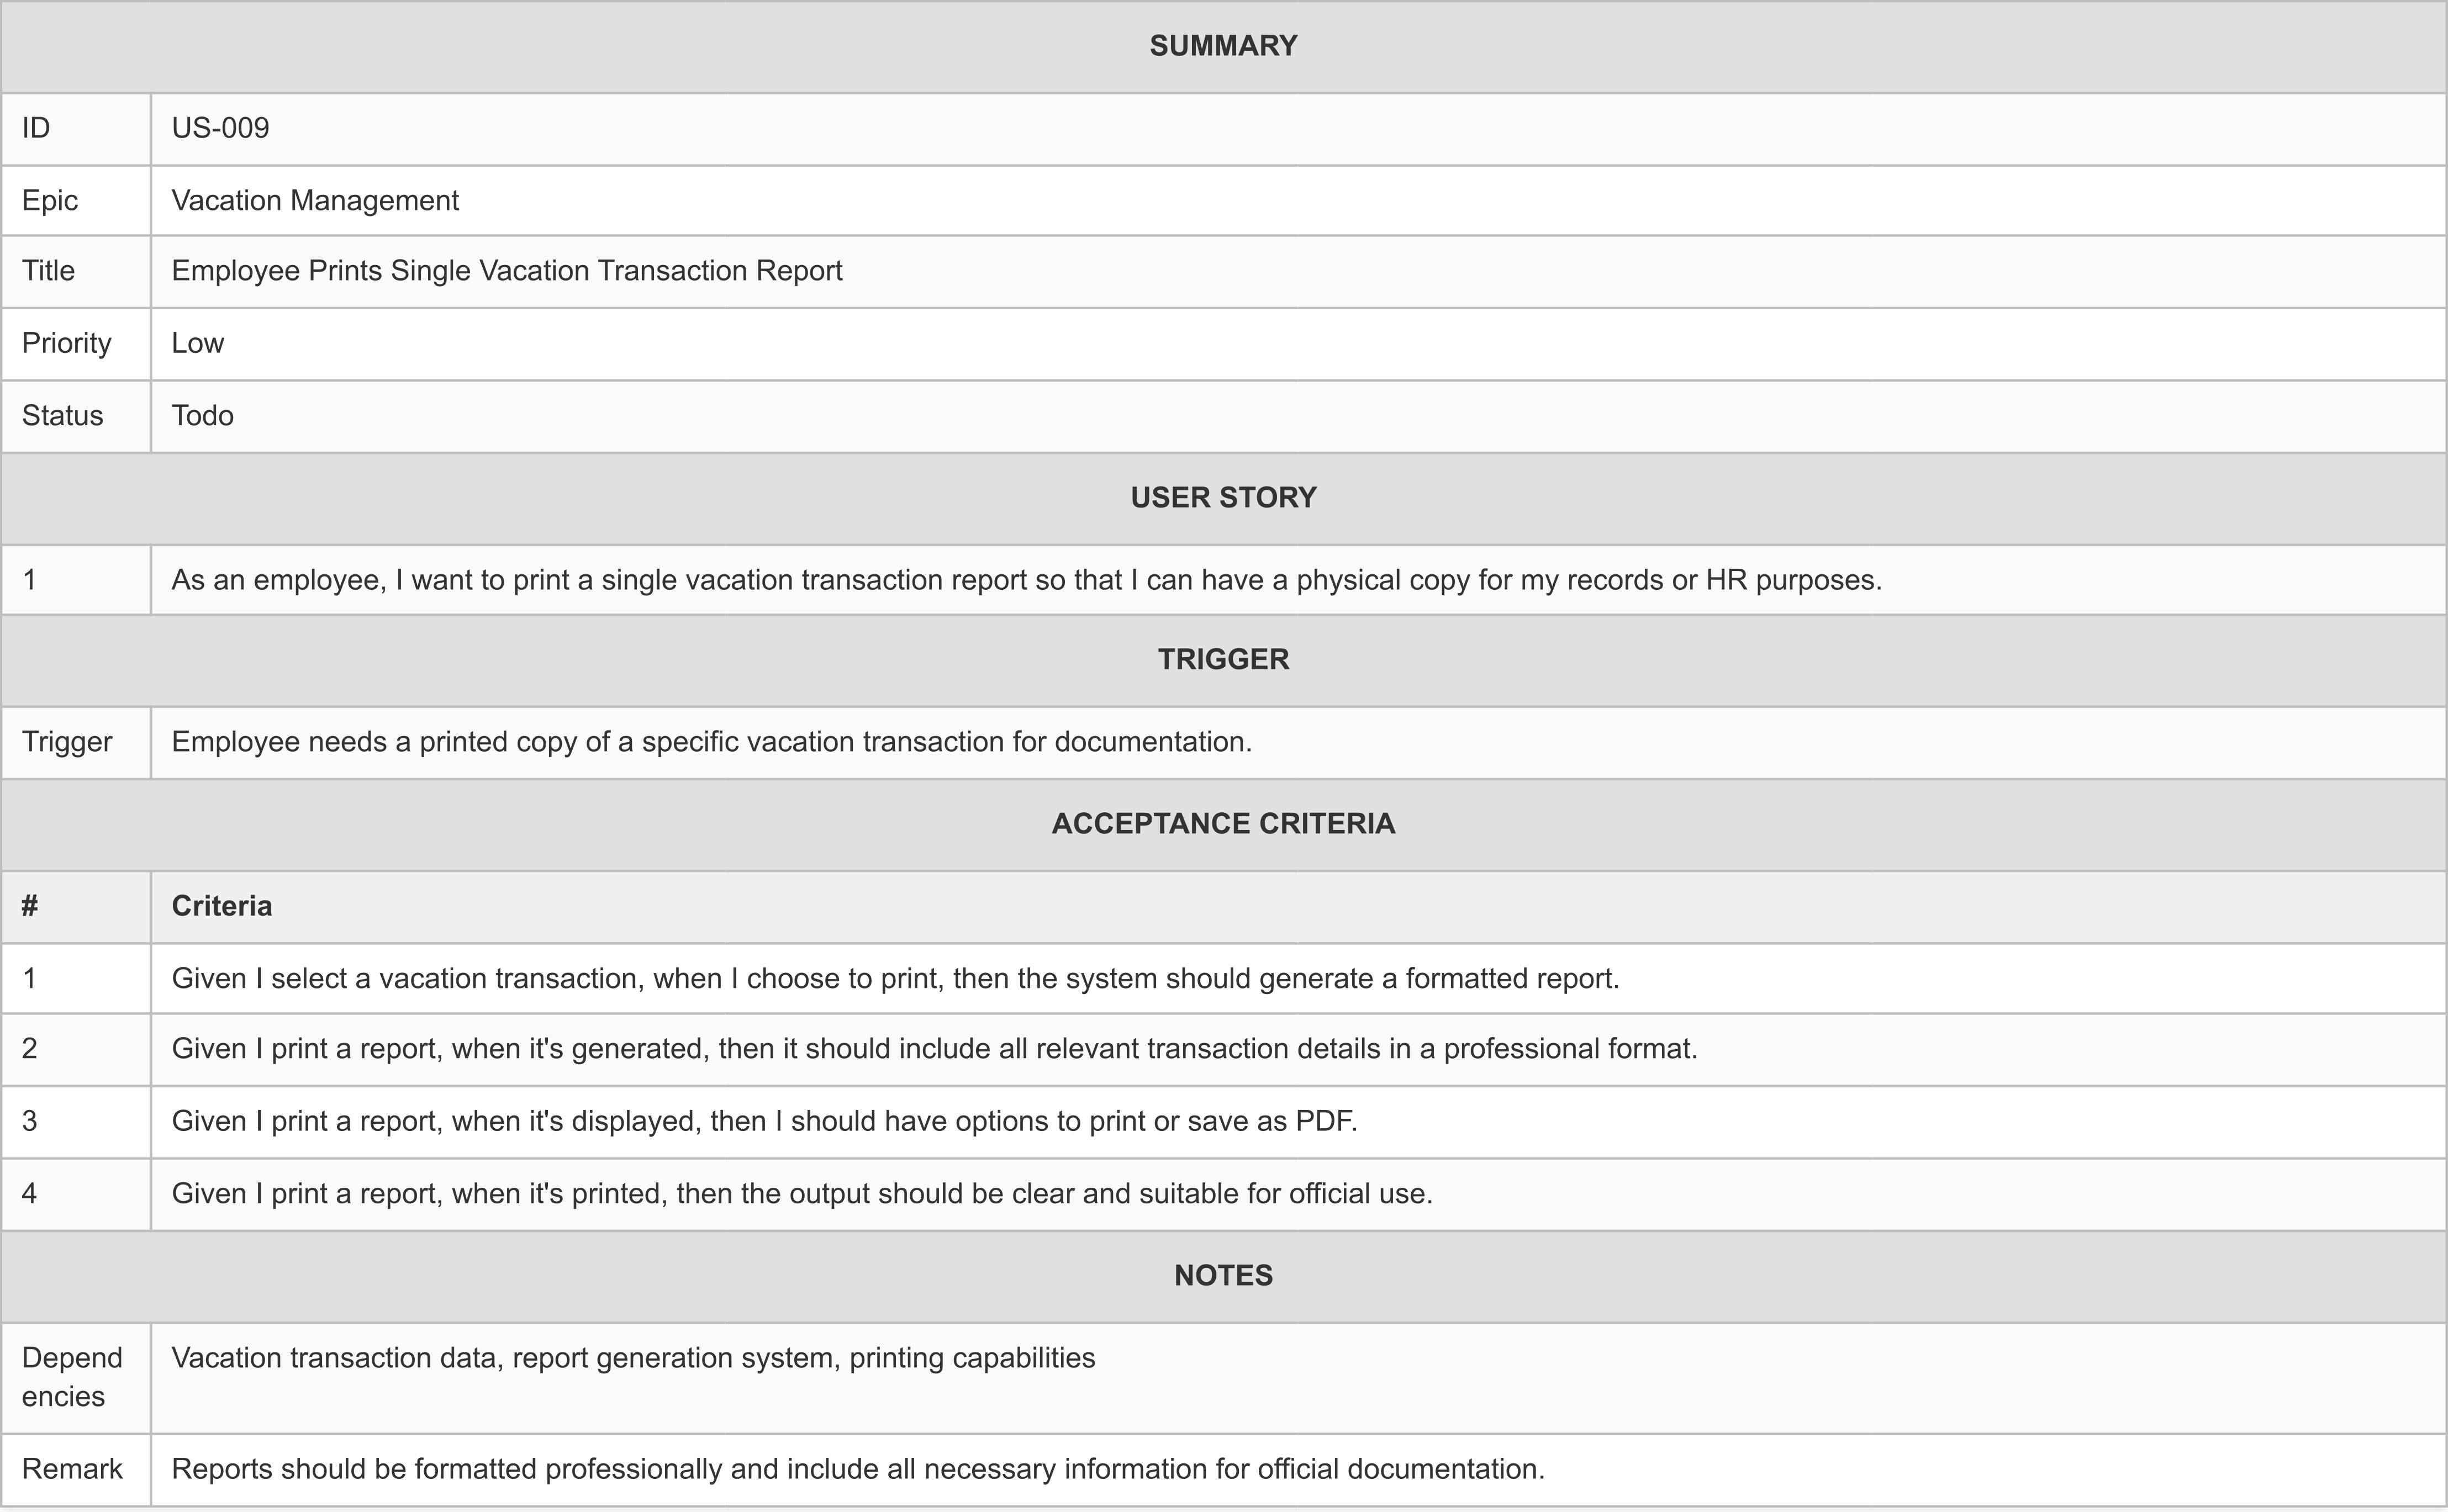 SUMMARY
ID US-009
Epic Vacation Management
Title Employee Prints Single Vacation Transaction Report
Priority Low
Status Todo
USER STORY
1 As an employee, I want to print a single vacation transaction report so that I can have a physical copy for my records or HR purposes.
TRIGGER
Trigger Employee needs a printed copy of a specific vacation transaction for documentation.
ACCEPTANCE CRITERIA
# Criteria
1 Given I select a vacation transaction, when I choose to print, then the system should generate a formatted report.
2 Given I print a report, when it's generated, then it should include all relevant transaction details in a professional format.
3 Given I print a report, when it's displayed, then I should have options to print or save as PDF.
4 Given I print a report, when it's printed, then the output should be clear and suitable for official use.
NOTES
Depend Vacation transaction data, report generation system, printing capabilities
encies
Remark Reports should be formatted professionally and include all necessary information for official documentation.